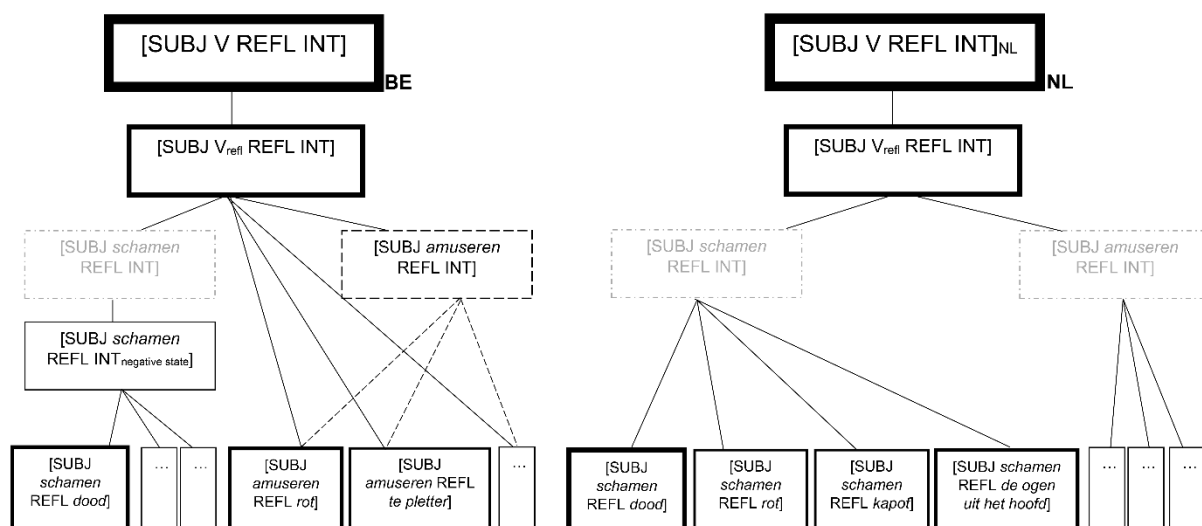 [SUBJ V REFL INT]
BE
[SUBJ Vrefl REFL INT]
[SUBJ schamen
REFL INT]
[SUBJ amuseren
REFL INT]
[SUBJ schamen
REFL INTnegative state]
[SUBJ
schamen
REFL dood]
...
...
[SUBJ
amuseren
REFL rot]
[SUBJ
amuseren REFL
te pletter]
...
[SUBJ V REFL INT]NL
NL
[SUBJ Vrefl REFL INT]
[SUBJ schamen
REFL INT]
[SUBJ amuseren
REFL INT]
[SUBJ
schamen
REFL dood]
[SUBJ
schamen
REFL rot]
[SUBJ
schamen
REFL kapot]
[SUBJ schamen
REFL de ogen
uit het hoofd]
...
...
...